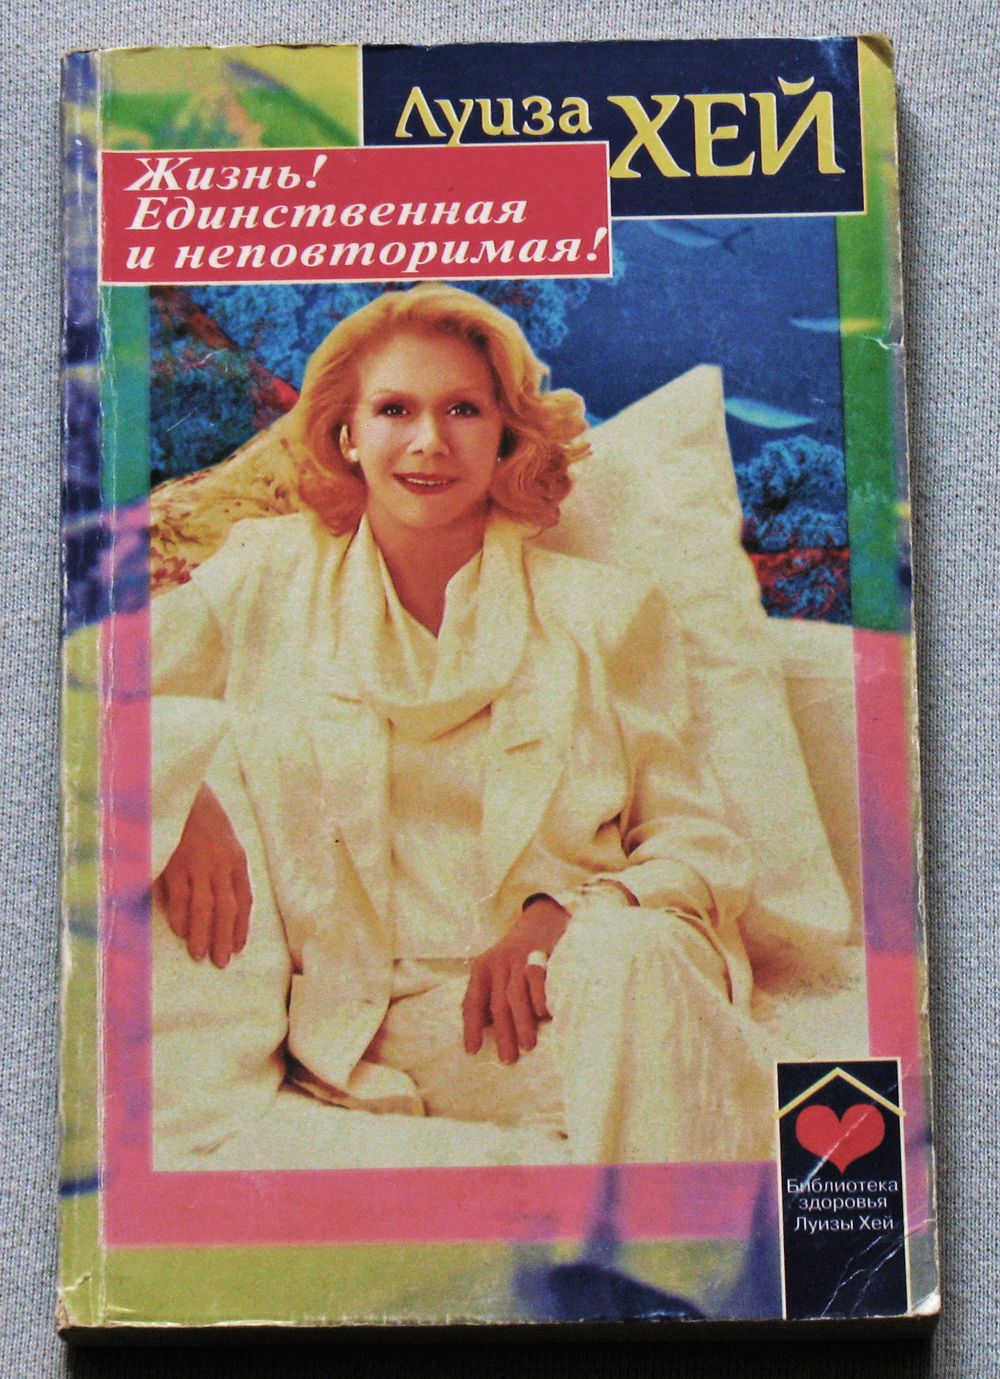 Луиза ХЕЙ
Жизнь!
Единственная
и неповторимая!
Библиотека
здоровья
Луизы Хей